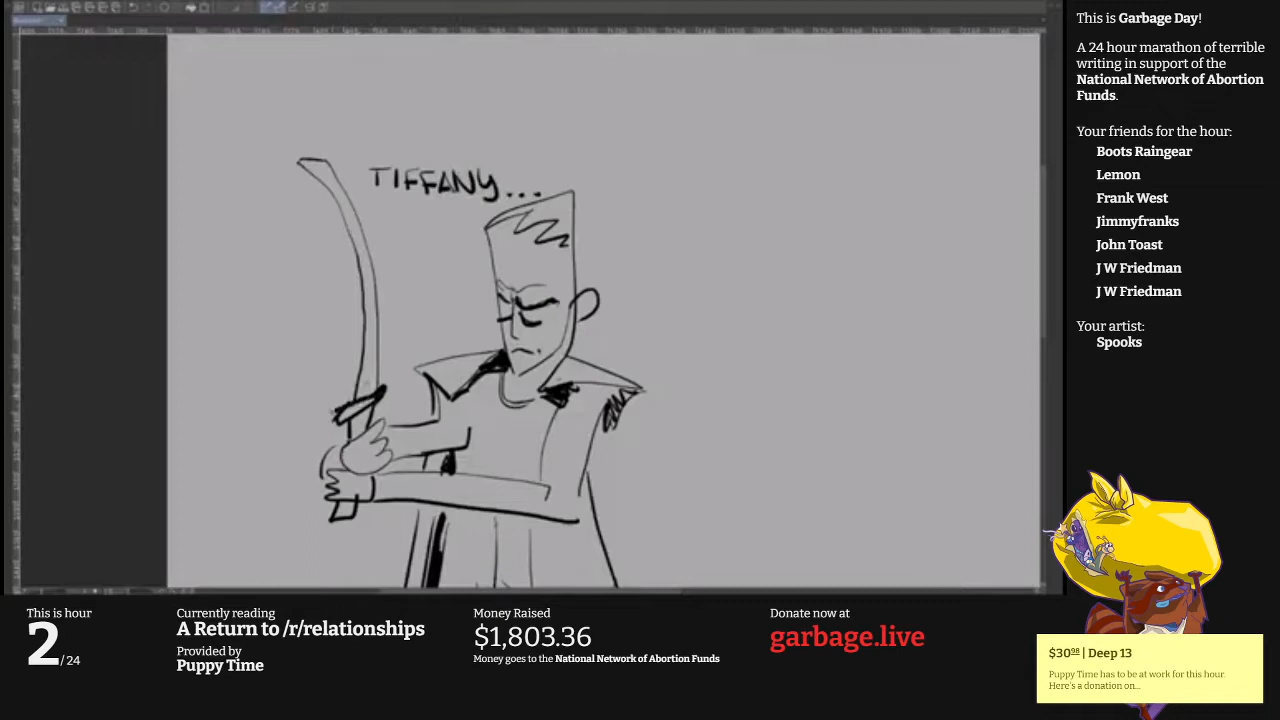 TIFFANY...
This is Garbage Day!
A 24 hour marathon of terrible
writing in support of the
National Network of Abortion
Funds.
Your friends for the hour:
Boots Raingear
Lemon
Frank West
Jimmyfranks
John Toast
J W Friedman
J W Friedman
Your artist:
Spooks
This is hour
2/24
Currently reading
A Return to /r/relationships
Provided by
Puppy Time
Money Raised
$1,803.36
Money goes to the National Network of Abortion Funds
Donate now at
garbage.live
$30.98 | Deep 13
Puppy Time has to be at work for this hour.
Here's a donation on...